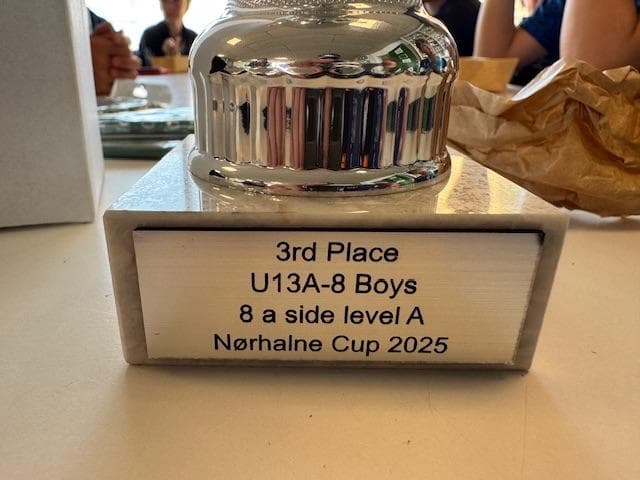 3rd Place
U13A-8 Boys
8 a side level A
Nørhalne Cup 2025